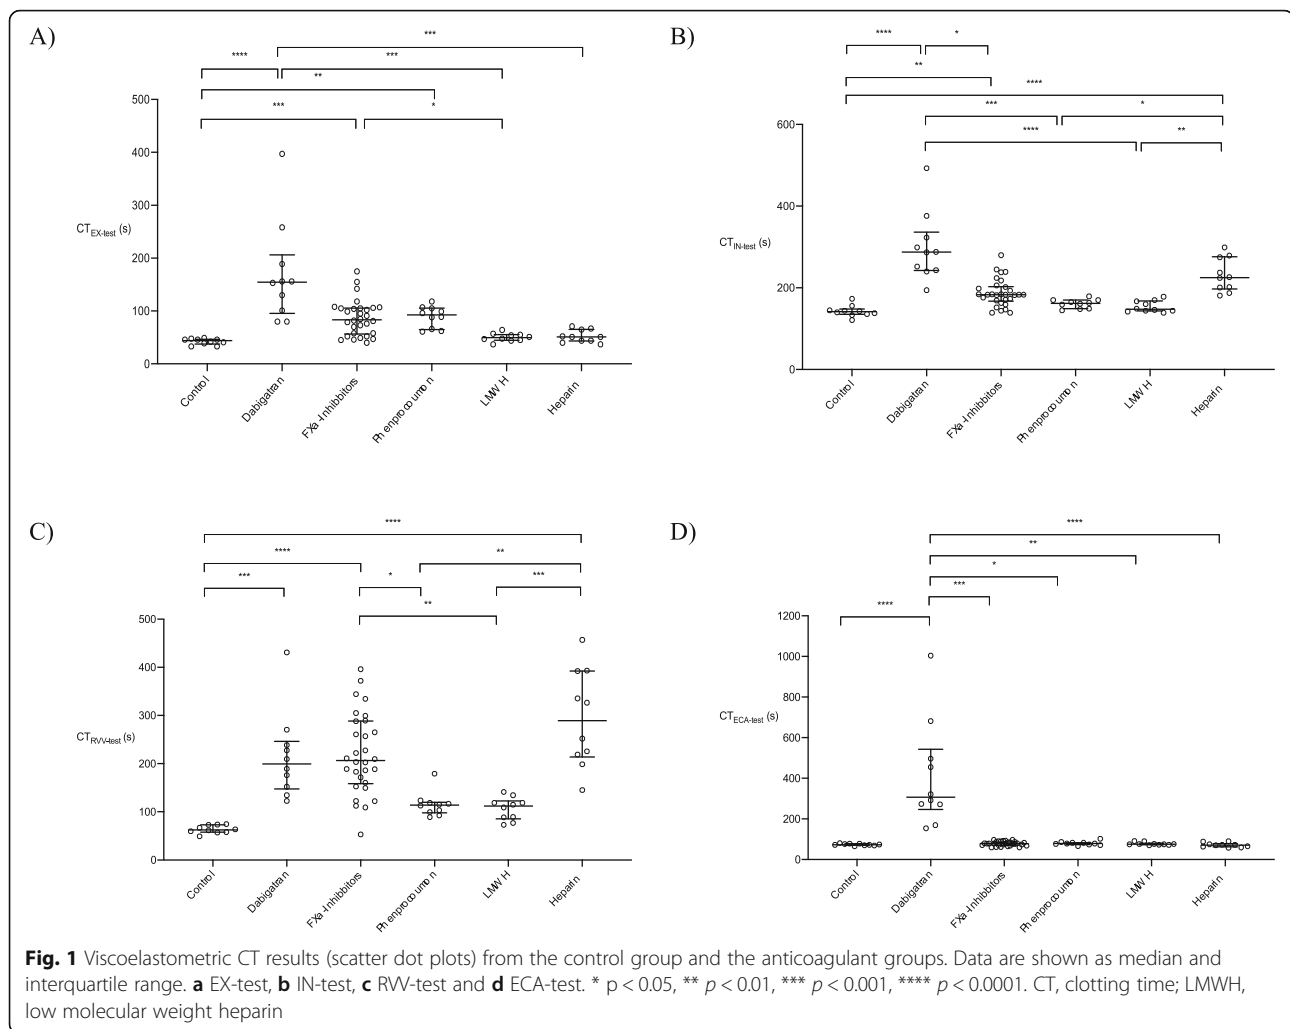 A)
***
****
***
**
***
*
500
400
300
200
100
0
CTEX-test (s)
Control
Dabigatran
FXa-Inhibbitors
Phenprocoumon
LMWH
Heparin
B)
****
*
**
****
***
*
****
**
600
400
200
0
CTIN-test (s)
Control
Dabigatran
FXa-Inhibbitors
Phenprocoumon
LMWH
Heparin
C)
****
****
**
***
*
***
**
500
400
300
200
100
0
CTRVV-test (s)
Control
Dabigatran
FXa-Inhibbitors
Phenprocoumon
LMWH
Heparin
D)
****
**
*
***
****
1200
1000
800
600
400
200
0
CTECA-test (s)
Control
Dabigatran
FXa-Inhibbitors
Phenprocoumon
LMWH
Heparin
Fig. 1 Viscoelastometric CT results (scatter dot plots) from the control group and the anticoagulant groups. Data are shown as median and
interquartile range. a EX-test, b IN-test, c RVV-test and d ECA-test. * p < 0.05, ** p < 0.01, *** p < 0.001, **** p < 0.0001. CT, clotting time; LMWH,
low molecular weight heparin